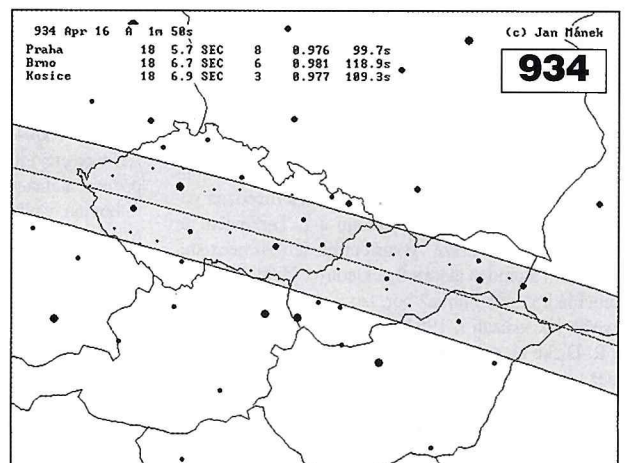 934 Apr 16 A 1m 58s
(c) Jan Mánek
Praha 18 5.7 SEC 8 0.976 99.7s
Brno 18 6.7 SEC 6 0.981 118.9s
Kosice 18 6.9 SEC 3 0.977 109.3s
934